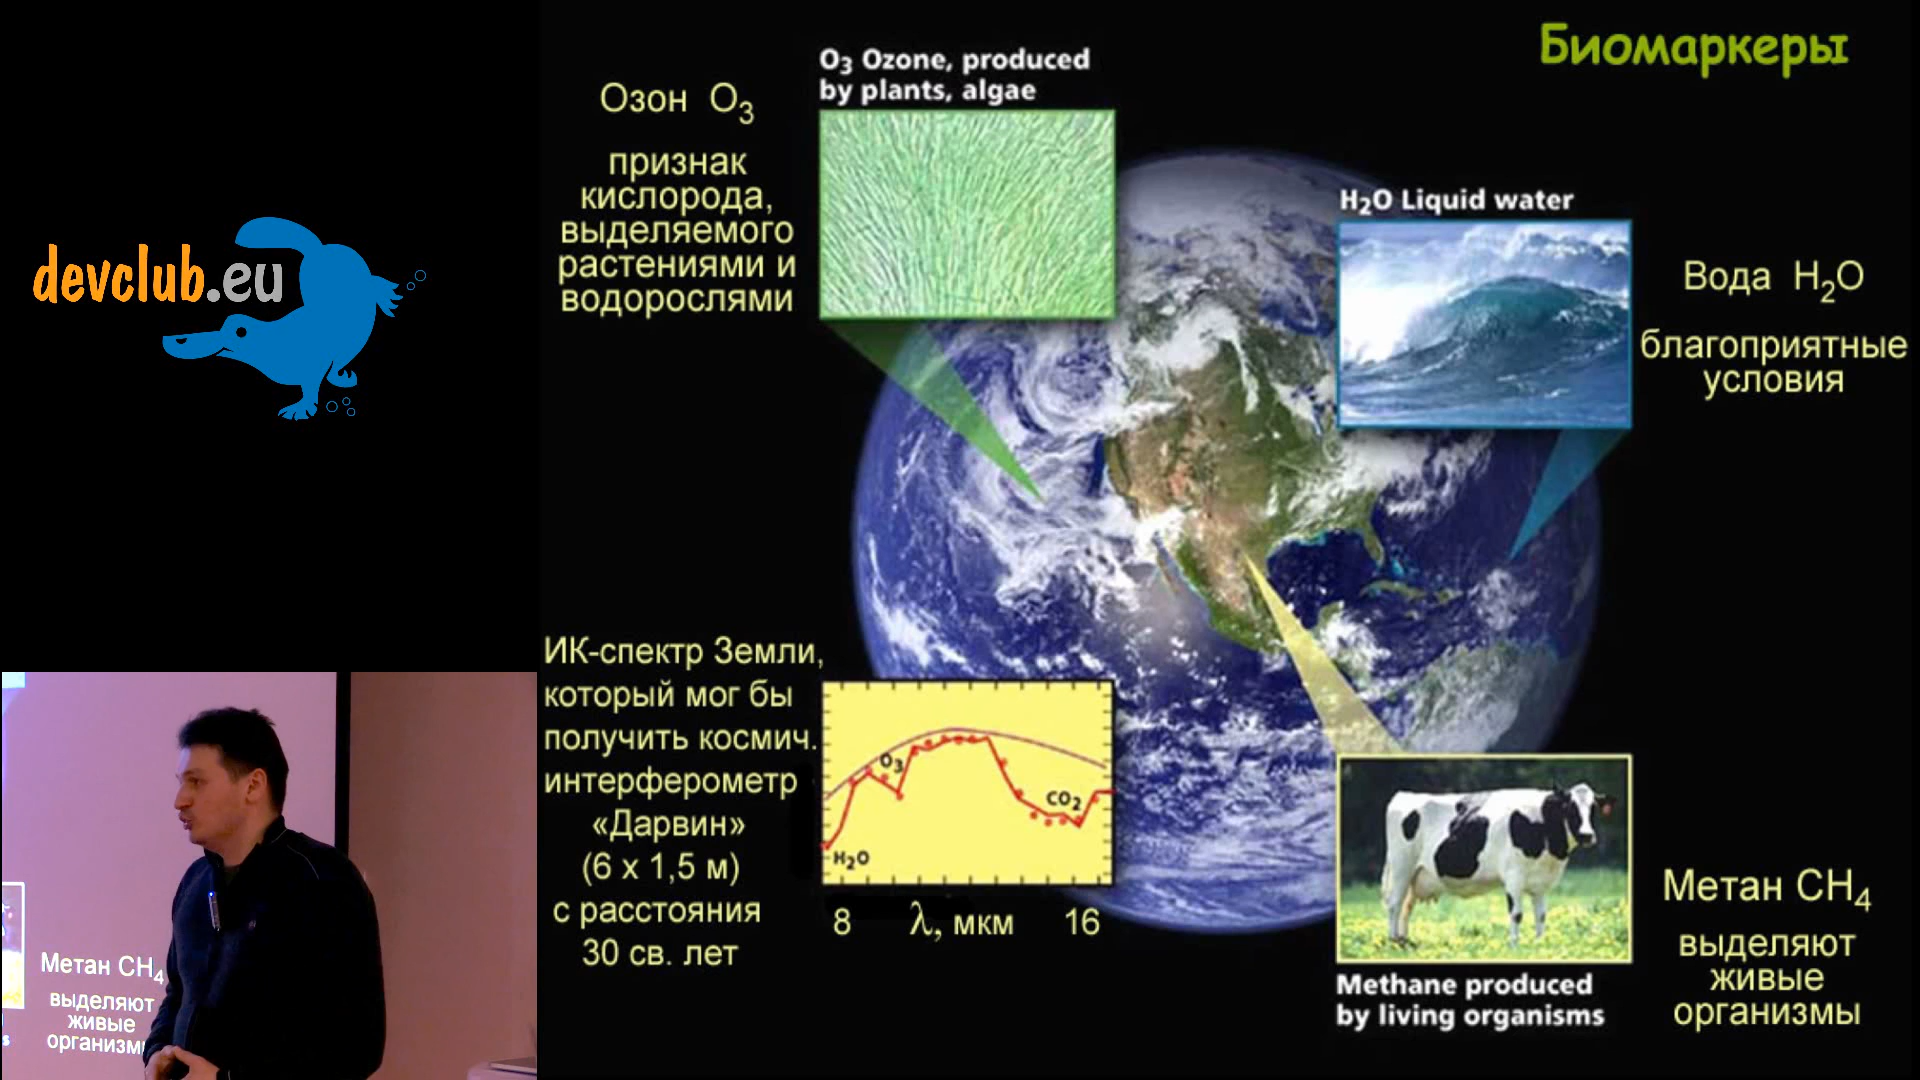 Биомаркеры
O3 Ozone, produced
by plants, algae
Озон O3
признак
кислорода,
выделяемого
растениями и
водорослями
H2O Liquid water
Вода H2O
благоприятные
условия
devclub.eu
ИК-спектр Земли,
который мог бы
получить космич.
интерферометр
«Дарвин»
(6 x 1,5 м)
с расстояния
30 св. лет
O3
CO2
H2O
8 λ, мкм 16
Methane produced
by living organisms
Метан CH4
выделяют
живые
организмы
Метан CH4
выделяют
живые
организм
s